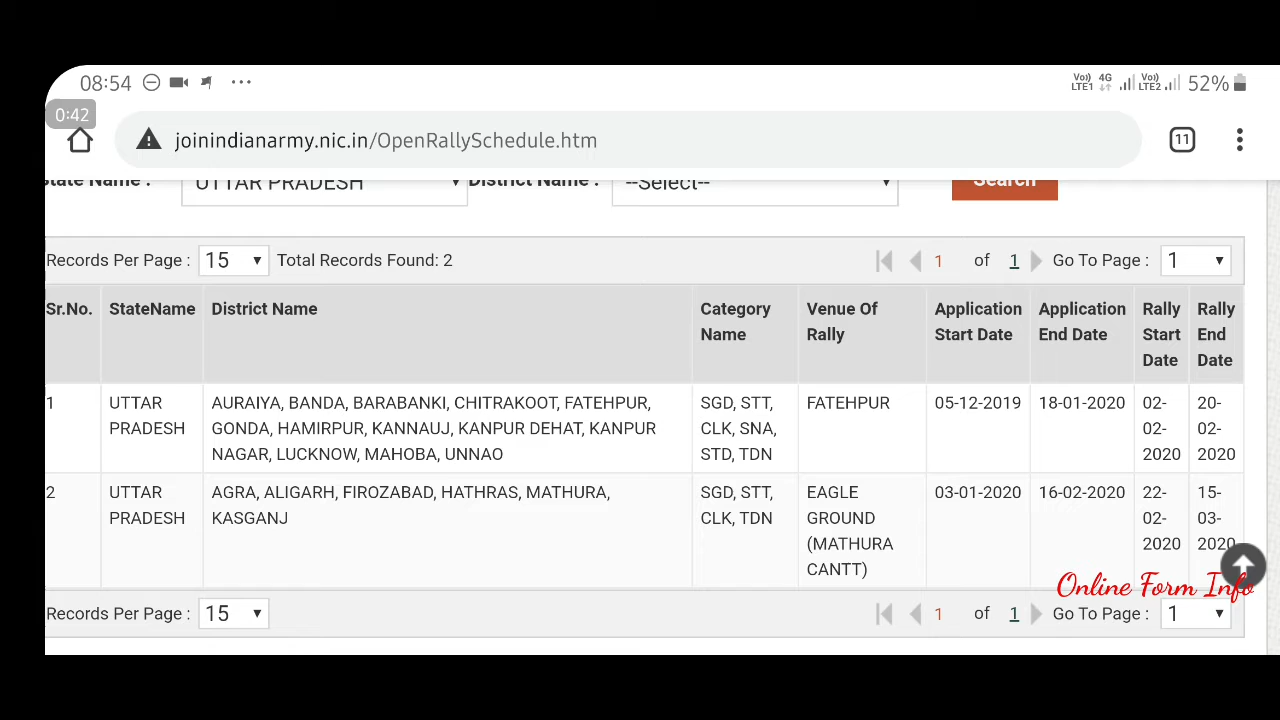 08:54 ... Vo) LTE1 4G Vo) LTE2 52%
0:42
joinindianarmy.nic.in/OpenRallySchedule.htm 11
State Name : UTTAR PRADESH District Name : --Select-- Search
Records Per Page : 15 Total Records Found: 2 1 of 1 Go To Page : 1
Sr.No. StateName District Name Category Venue Of Application Application Rally Rally
Name Rally Start Date End Date Start End
Date Date
1 UTTAR AURAIYA, BANDA, BARABANKI, CHITRAKOOT, FATEHPUR, SGD, STT, FATEHPUR 05-12-2019 18-01-2020 02- 20-
PRADESH GONDA, HAMIRPUR, KANNAUJ, KANPUR DEHAT, KANPUR CLK, SNA, 02- 02-
NAGAR, LUCKNOW, MAHOBA, UNNAO STD, TDN 2020 2020
2 UTTAR AGRA, ALIGARH, FIROZABAD, HATHRAS, MATHURA, SGD, STT, EAGLE 03-01-2020 16-02-2020 22- 15-
PRADESH KASGANJ CLK, TDN GROUND 02- 03-
(MATHURA 2020 2020
CANTT)
Online Form Info
Records Per Page : 15 1 of 1 Go To Page : 1